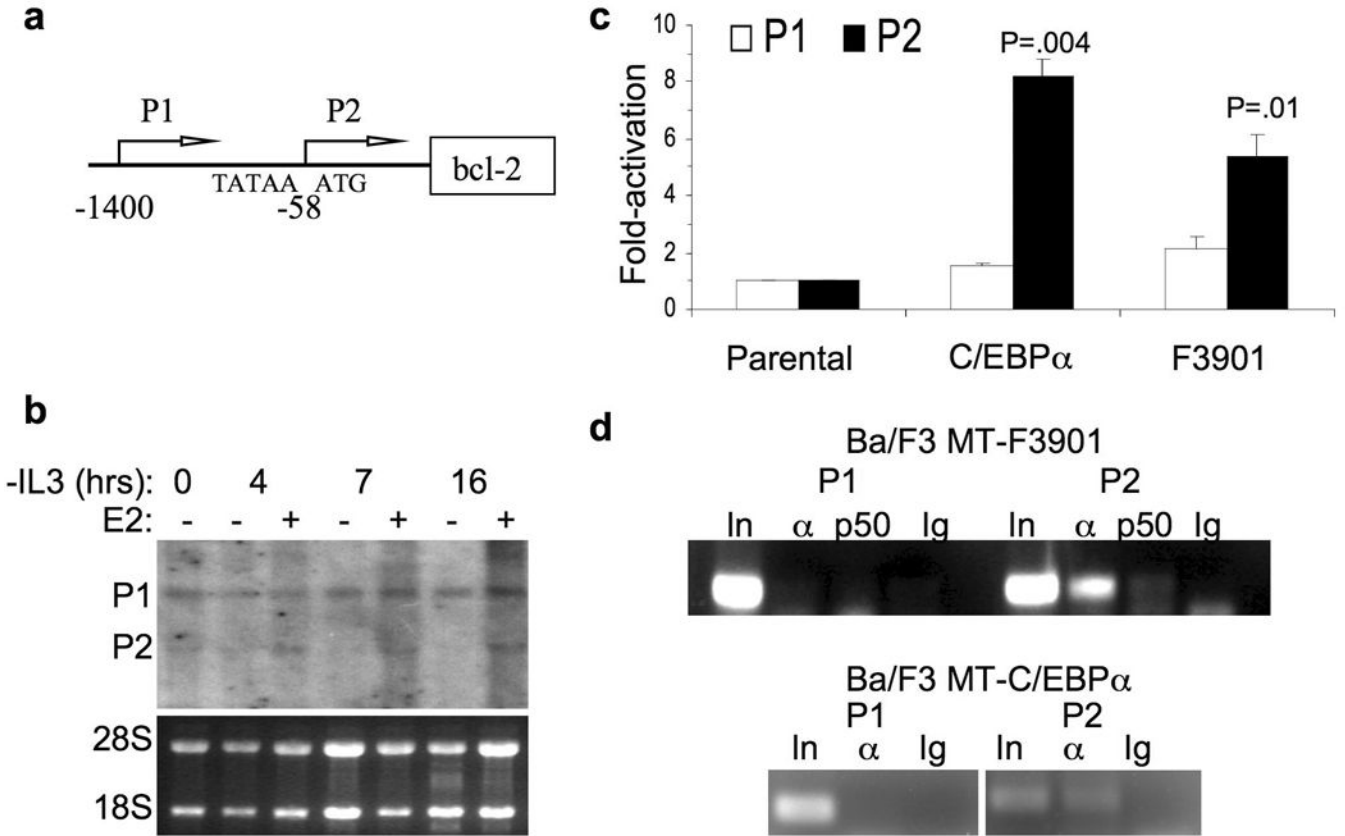 a
P1 P2
TATAA ATG bcl-2
-1400 -58
b
-IL3 (hrs): 0 4 7 16
E2: - - + - + - +
P1
P2
28S
18S
c
P1 P2
Fold-activation
10
8
6
4
2
0
P=.004
P=.01
Parental C/EBPα F3901
d
Ba/F3 MT-F3901
P1 P2
In α p50 Ig In α p50 Ig
Ba/F3 MT-C/EBPα
P1 P2
In α Ig In α Ig